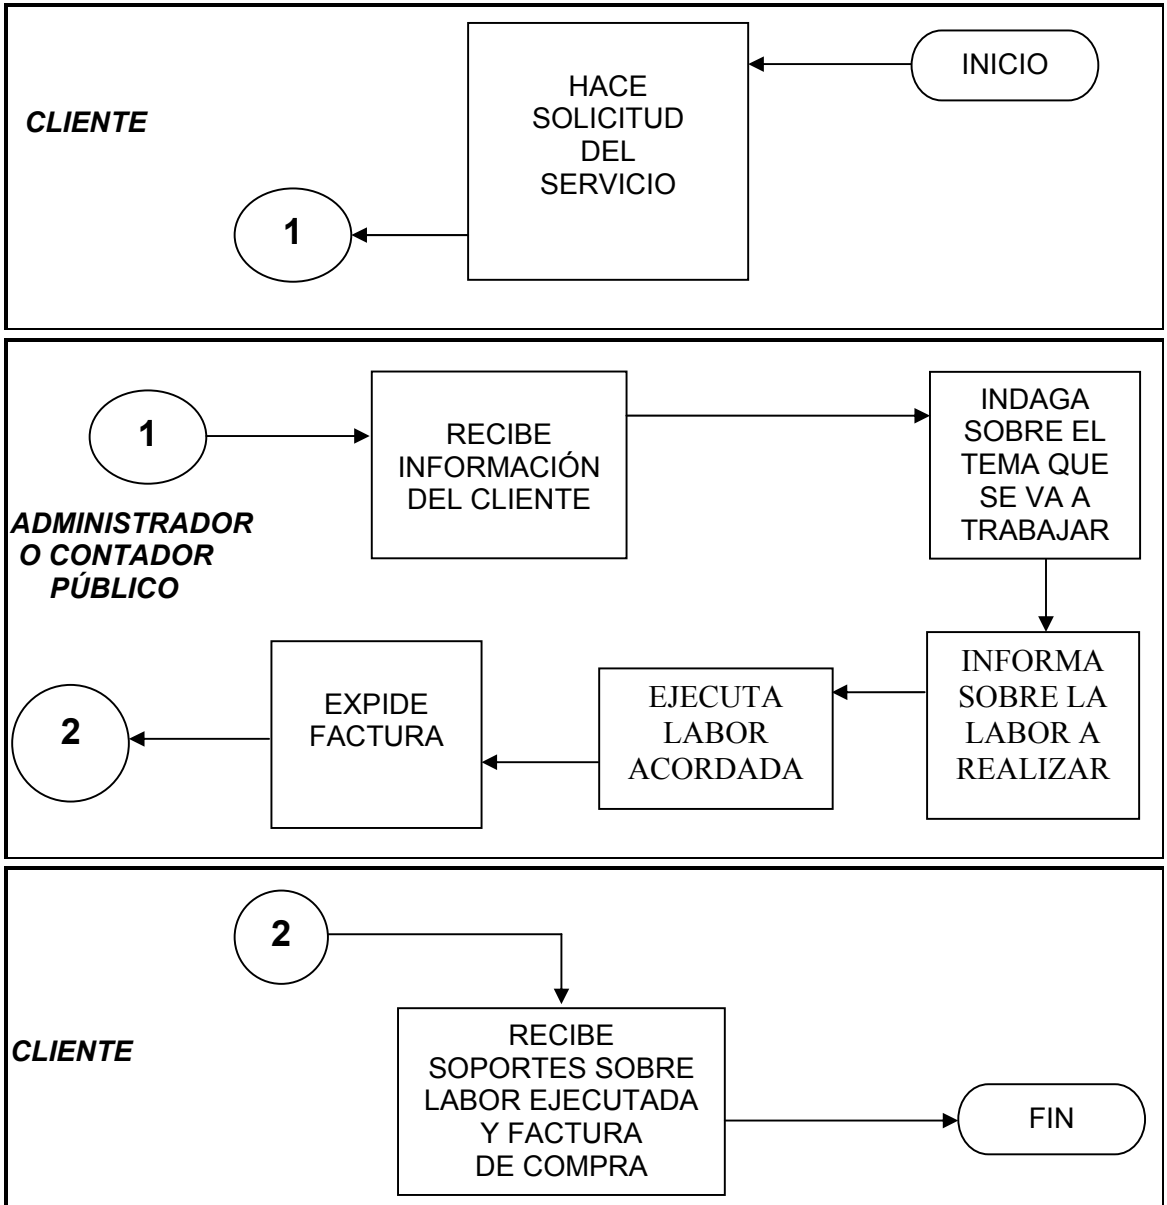 INICIO
HACE
SOLICITUD
DEL
SERVICIO
CLIENTE
1
1
RECIBE
INFORMACIÓN
DEL CLIENTE
INDAGA
SOBRE EL
TEMA QUE
SE VA A
TRABAJAR
ADMINISTRADOR
O CONTADOR
PÚBLICO
INFORMA
SOBRE LA
LABOR A
REALIZAR
EJECUTA
LABOR
ACORDADA
EXPIDE
FACTURA
2
2
CLIENTE
RECIBE
SOPORTES SOBRE
LABOR EJECUTADA
Y FACTURA
DE COMPRA
FIN